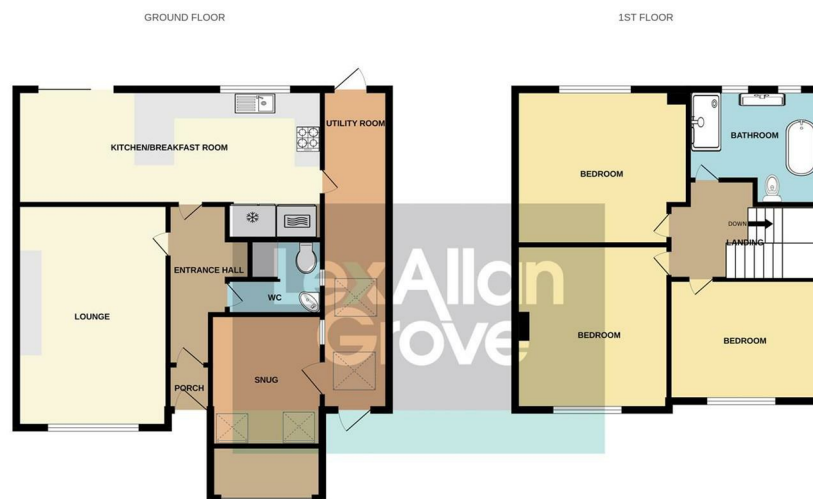 GROUND FLOOR
1ST FLOOR
UTILITY ROOM
KITCHEN/BREAKFAST ROOM
BATHROOM
BEDROOM
DOWN
LANDING
ENTRANCE HALL
WC
LOUNGE
SNUG
PORCH
BEDROOM
BEDROOM
Lex Allan
Grove